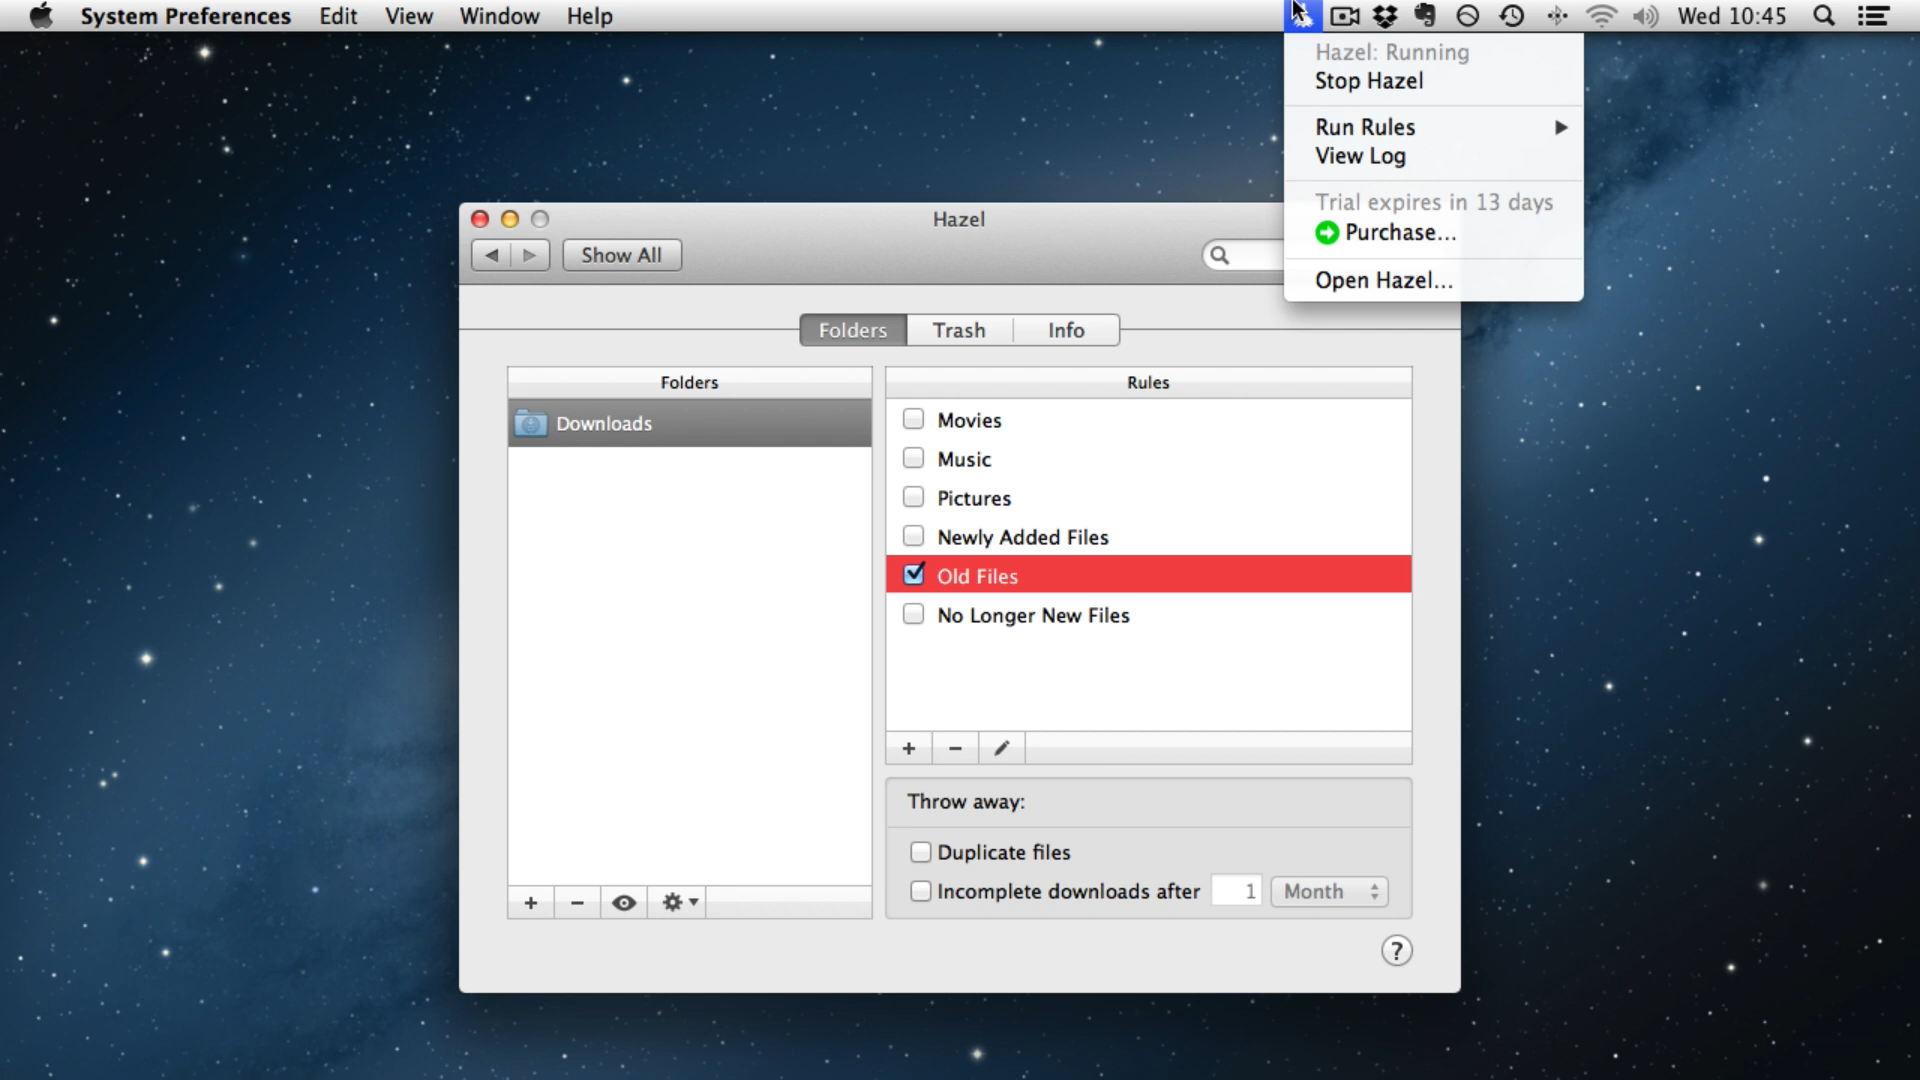 System Preferences Edit View Window Help Wed 10:45
Hazel: Running
Stop Hazel
Run Rules
View Log
Trial expires in 13 days
Purchase...
Open Hazel...
Hazel
Show All
Folders Trash Info
Folders
Downloads
Rules
Movies
Music
Pictures
Newly Added Files
Old Files
No Longer New Files
Throw away:
Duplicate files
Incomplete downloads after 1 Month
?